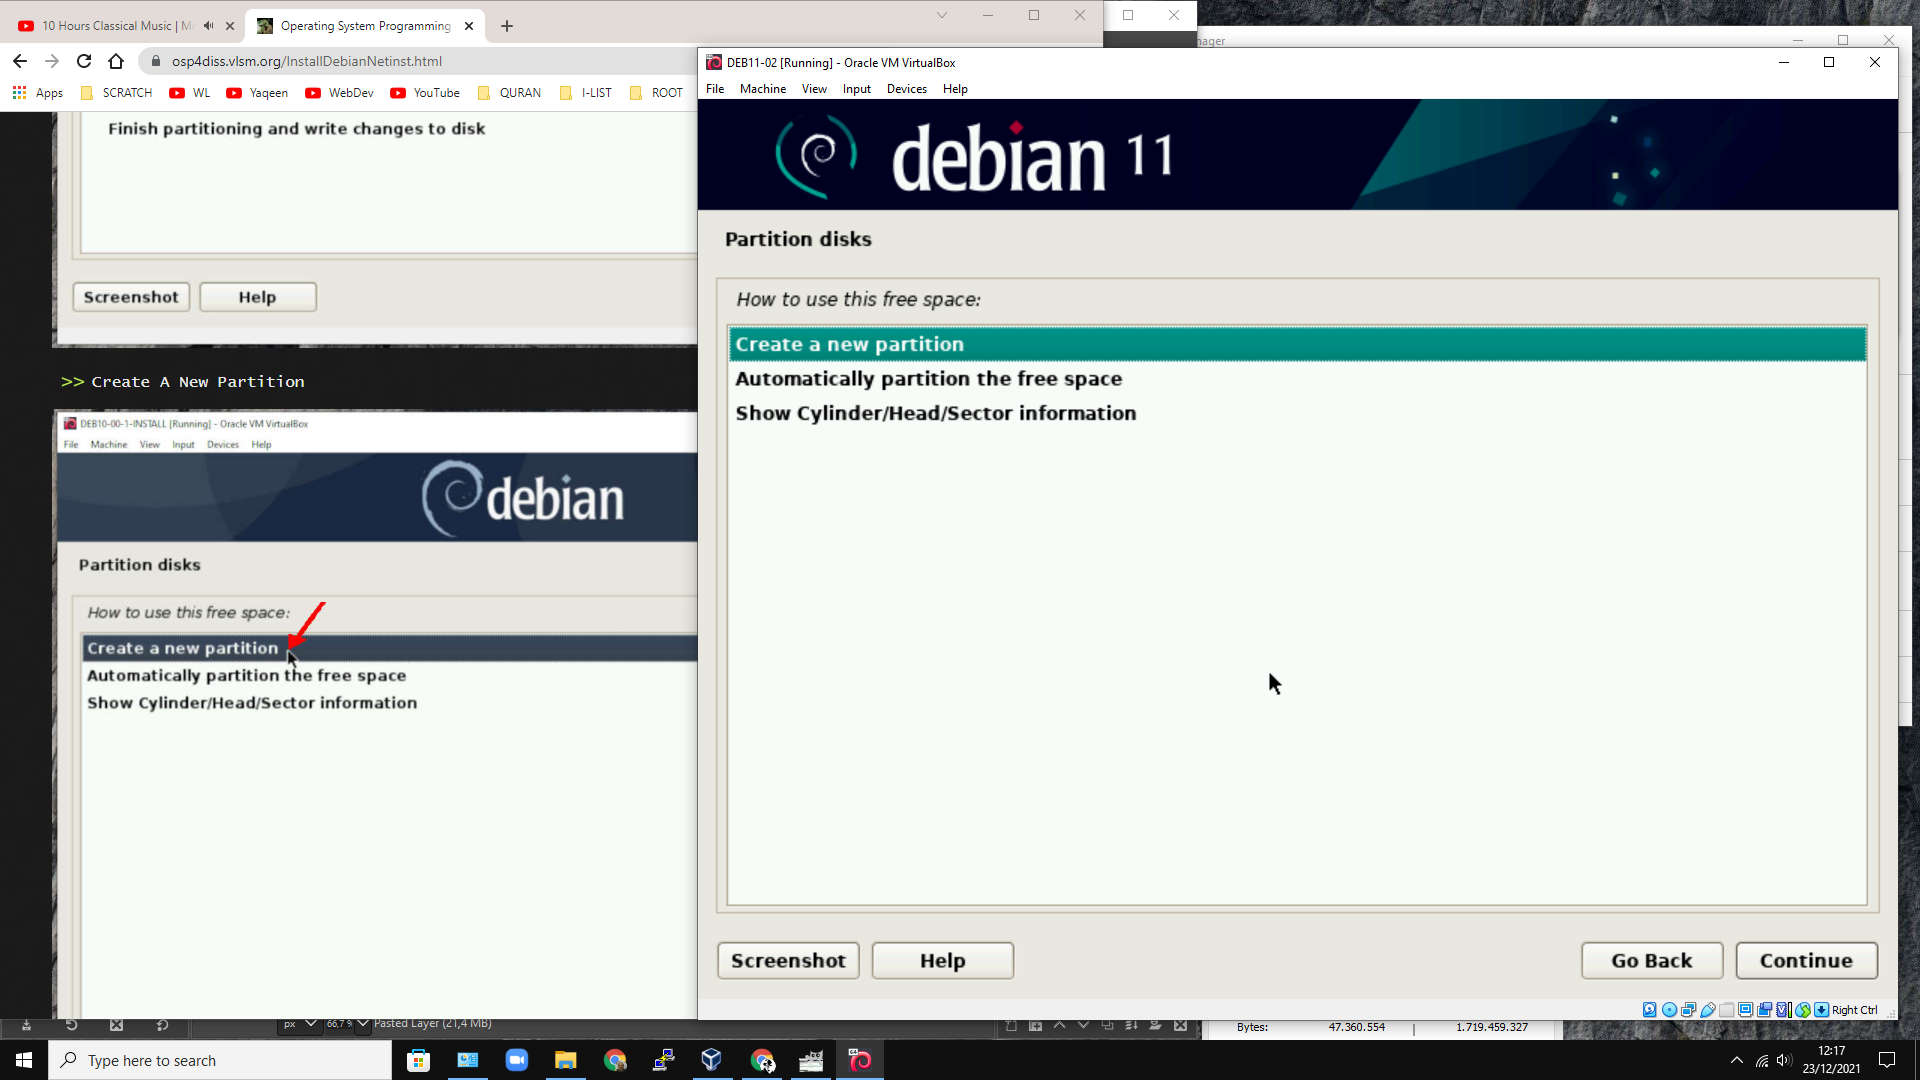 10 Hours Classical Music | M
Operating System Programming
osp4diss.vlsm.org/InstallDebianNetinst.html
Apps
SCRATCH
WL
Yaqeen
WebDev
YouTube
QURAN
I-LIST
ROOT
Finish partitioning and write changes to disk
Screenshot
Help
>> Create A New Partition
DEB10-00-1-INSTALL [Running] - Oracle VM VirtualBox
File Machine View Input Devices Help
debian
Partition disks
How to use this free space:
Create a new partition
Automatically partition the free space
Show Cylinder/Head/Sector information
nager
DEB11-02 [Running] - Oracle VM VirtualBox
File Machine View Input Devices Help
debian 11
Partition disks
How to use this free space:
Create a new partition
Automatically partition the free space
Show Cylinder/Head/Sector information
Screenshot
Help
Go Back
Continue
Right Ctrl
px
66,7
Pasted Layer (21,4 MB)
Bytes: 47.360.554 | 1.719.459.327
Type here to search
12:17
23/12/2021